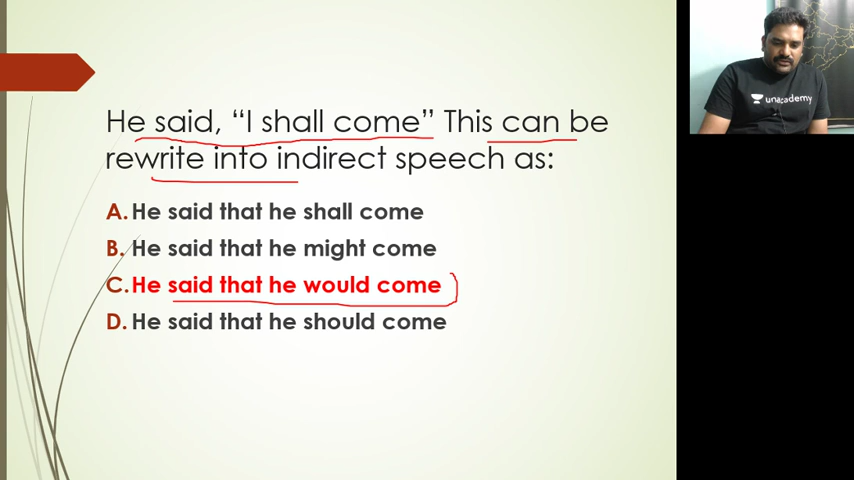 He said, “I shall come” This can be
rewrite into indirect speech as:
A. He said that he shall come
B. He said that he might come
C. He said that he would come
D. He said that he should come
unacademy